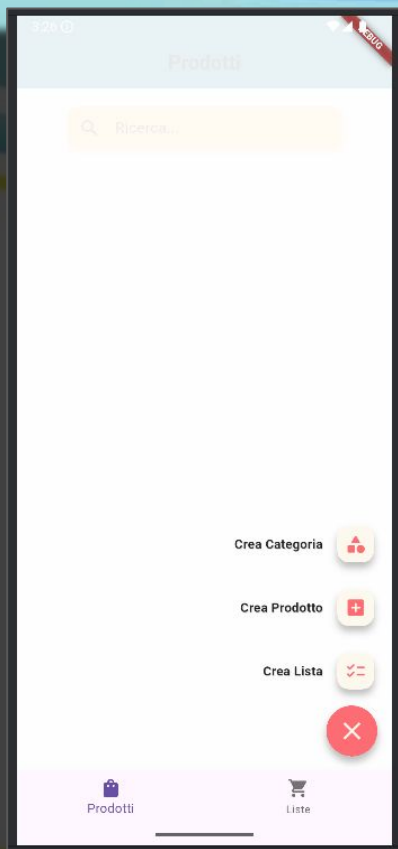 3:26
DEBUG
Prodotti
Ricerca...
Crea Categoria
Crea Prodotto
Crea Lista
Prodotti
Liste